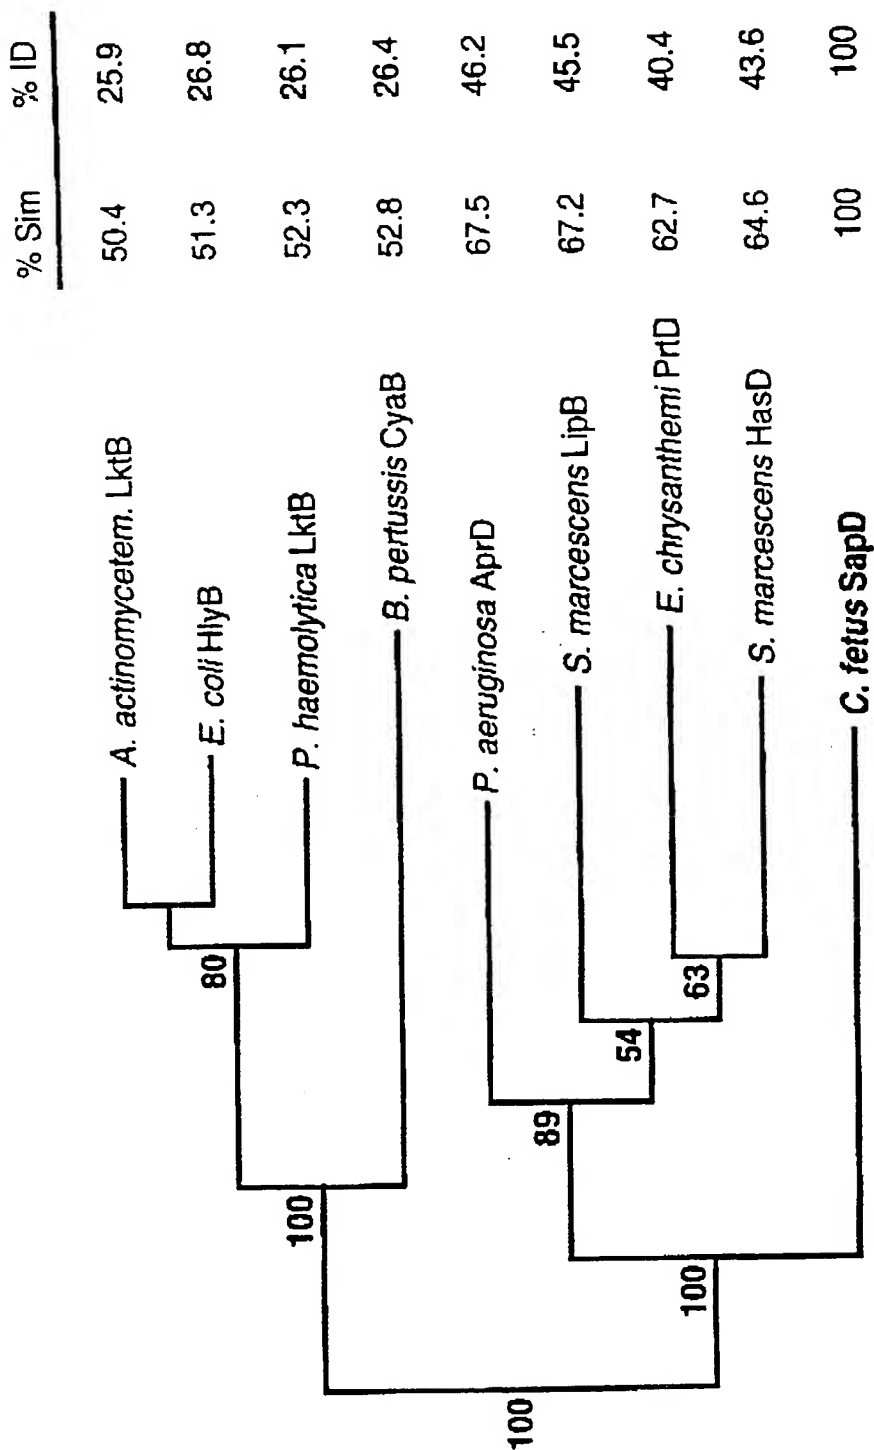 % Sim % ID
A. actinomycetem. LktB 50.4 25.9
E. coli HlyB 51.3 26.8
P. haemolytica LktB 52.3 26.1
B. pertussis CyaB 52.8 26.4
P. aeruginosa AprD 67.5 46.2
S. marcescens LipB 67.2 45.5
E. chrysanthemi PrtD 62.7 40.4
S. marcescens HasD 64.6 43.6
C. fetus SapD 100 100
80
100
89
54
63
100
100